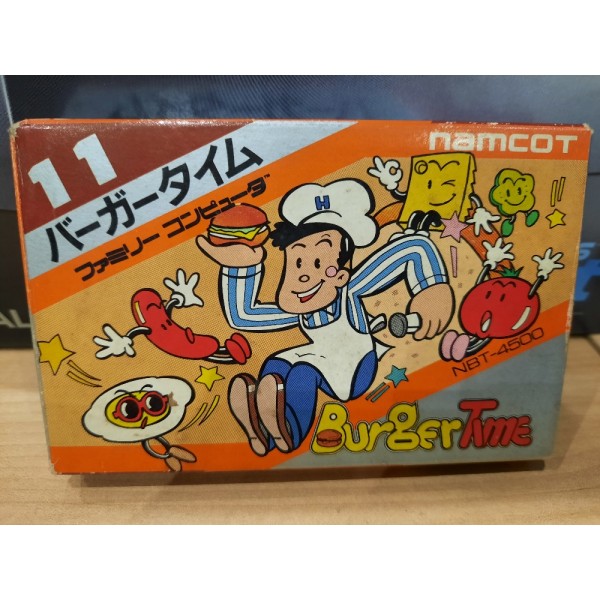 11
バーガータイム
ファミリー コンピュータ
namcot
H
NBT-4500
BurgerTime